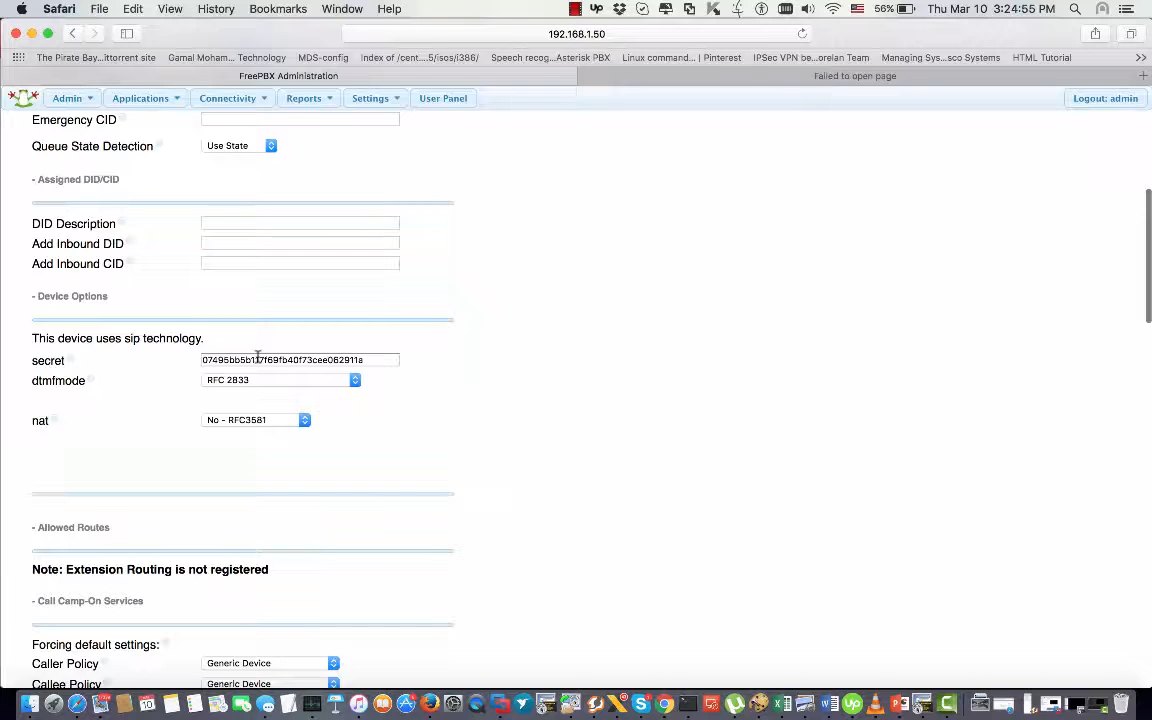 Safari File Edit View History Bookmarks Window Help 56% Thu Mar 10 3:24:55 PM
192.168.1.50
The Pirate Bay...ittorrent site Gamal Moham... Technology MDS-config Index of /cent....5/isos/i386/ Speech recog...Asterisk PBX Linux command... | Pinterest IPSec VPN be...orelan Team Managing Sys...sco Systems HTML Tutorial
FreePBX Administration Failed to open page
Admin Applications Connectivity Reports Settings User Panel Logout: admin
Emergency CID
Queue State Detection Use State
- Assigned DID/CID
DID Description
Add Inbound DID
Add Inbound CID
- Device Options
This device uses sip technology.
secret
dtmfmode RFC 2833
nat No - RFC3581
- Allowed Routes
Note: Extension Routing is not registered
- Call Camp-On Services
Forcing default settings:
Caller Policy Generic Device
Callee Policy Generic Device